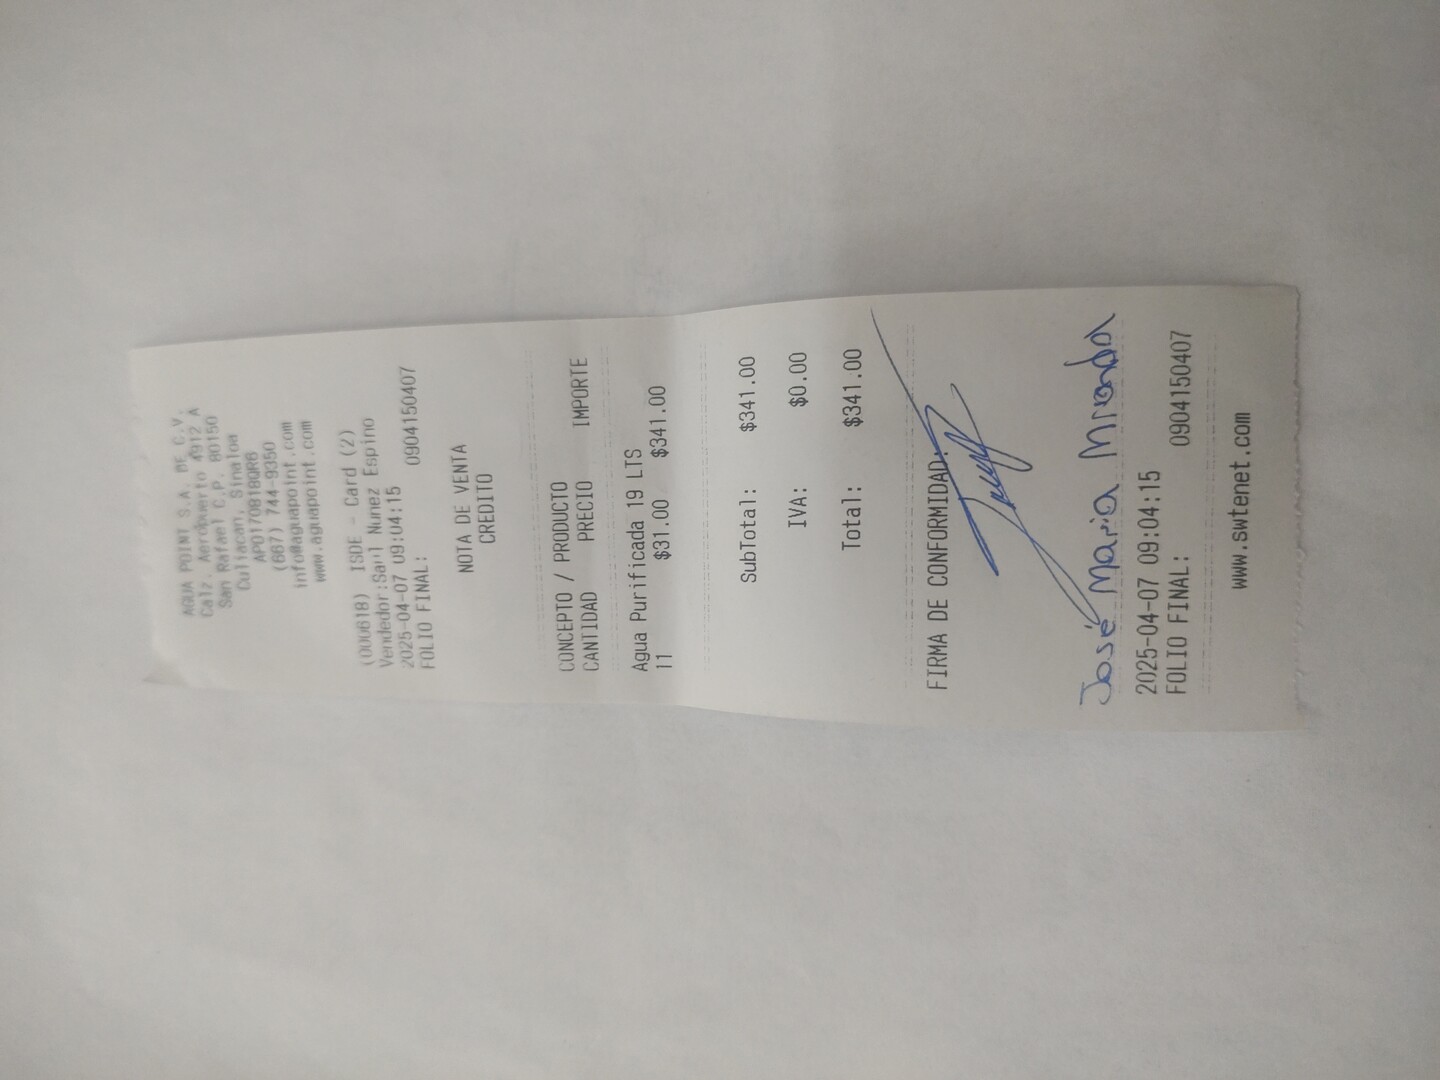 AGUA POINT S.A. DE C.V.
Calz. Aeropuerto 4912 A
San Rafael C.P. 80150
Culiacan, Sinaloa
APO170818QR8
(667) 744-9350
info@aguapoint.com
www.aguapoint.com
(000618) ISDE - Card (2)
Vendedor:Saul Nunez Espino
2025-04-07 09:04:15
FOLIO FINAL: 0904150407
NOTA DE VENTA
CREDITO
CONCEPTO / PRODUCTO
CANTIDAD PRECIO IMPORTE
Agua Purificada 19 LTS
11 $31.00 $341.00
SubTotal: $341.00
IVA: $0.00
Total: $341.00
FIRMA DE CONFORMIDAD:
José Maria Miranda
2025-04-07 09:04:15
FOLIO FINAL: 0904150407
www.swtenet.com